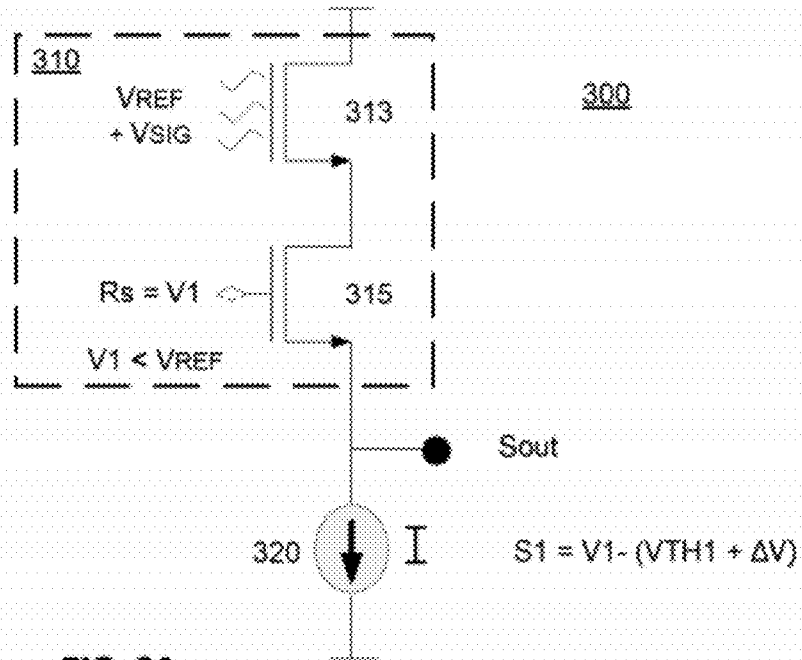 310
VREF
+ VSIG
313
300
Rs = V1
315
V1 < VREF
Sout
320
I
S1 = V1- (VTH1 + ΔV)